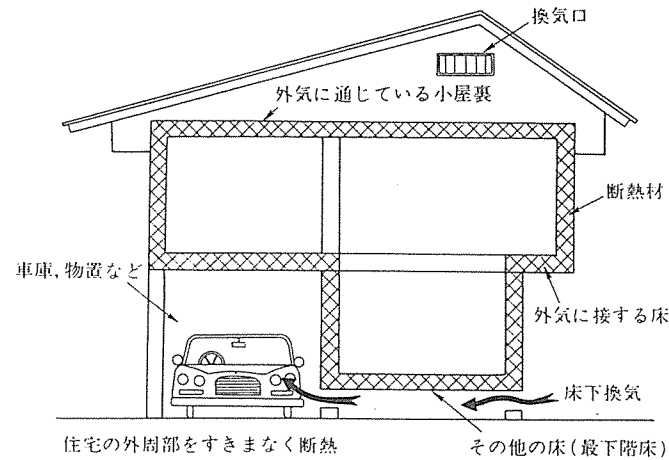 換気口
外気に通じている小屋裏
断熱材
車庫,物置など
外気に接する床
床下換気
住宅の外周部をすきまなく断熱
その他の床(最下階床)